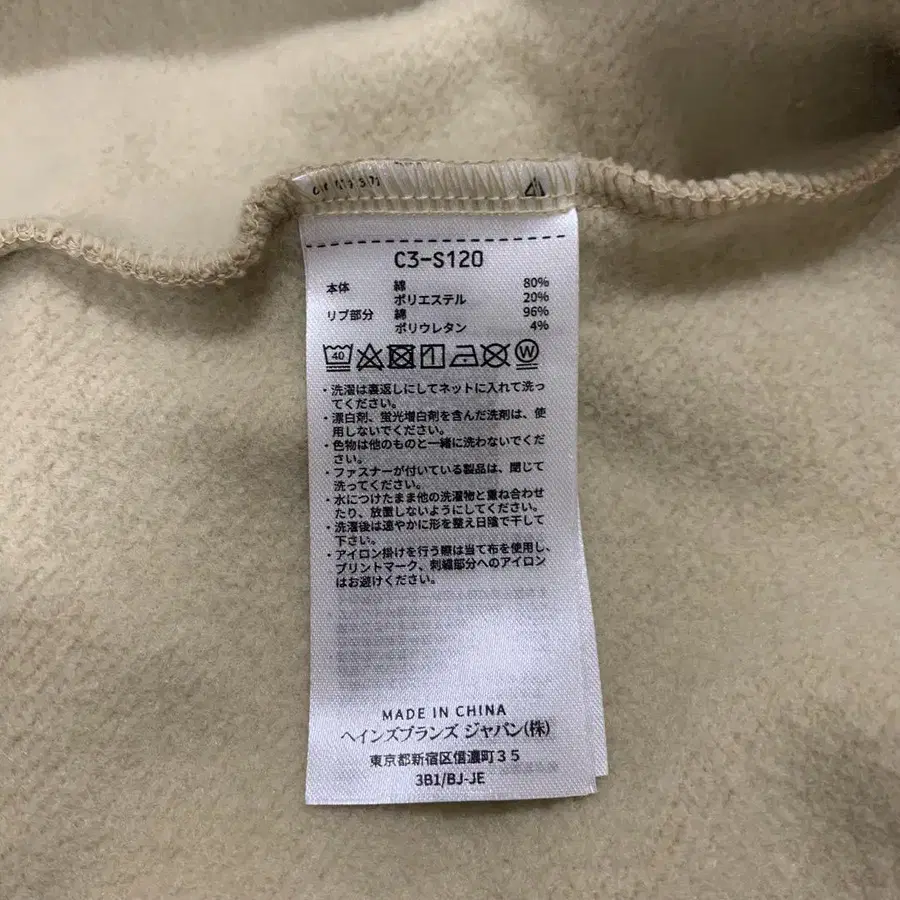 C3-S120
本体 綿 80%
ポリエステル 20%
リブ部分 綿 96%
ポリウレタン 4%
40 W
・洗濯は裏返しにしてネットに入れて洗っ
てください。
・漂白剤、蛍光増白剤を含んだ洗剤は、使
用しないでください。
・色物は他のものと一緒に洗わないでくだ
さい。
・ファスナーが付いている製品は、閉じて
洗ってください。
・水につけたまま他の洗濯物と重ね合わせ
たり、放置しないようにしてください。
・洗濯後は速やかに形を整え日陰で干して
下さい。
・アイロン掛けを行う際は当て布を使用し、
プリントマーク、刺繍部分へのアイロン
はお避けください。
MADE IN CHINA
ヘインズブランズ ジャパン(株)
東京都新宿区信濃町35
3B1/BJ-JE